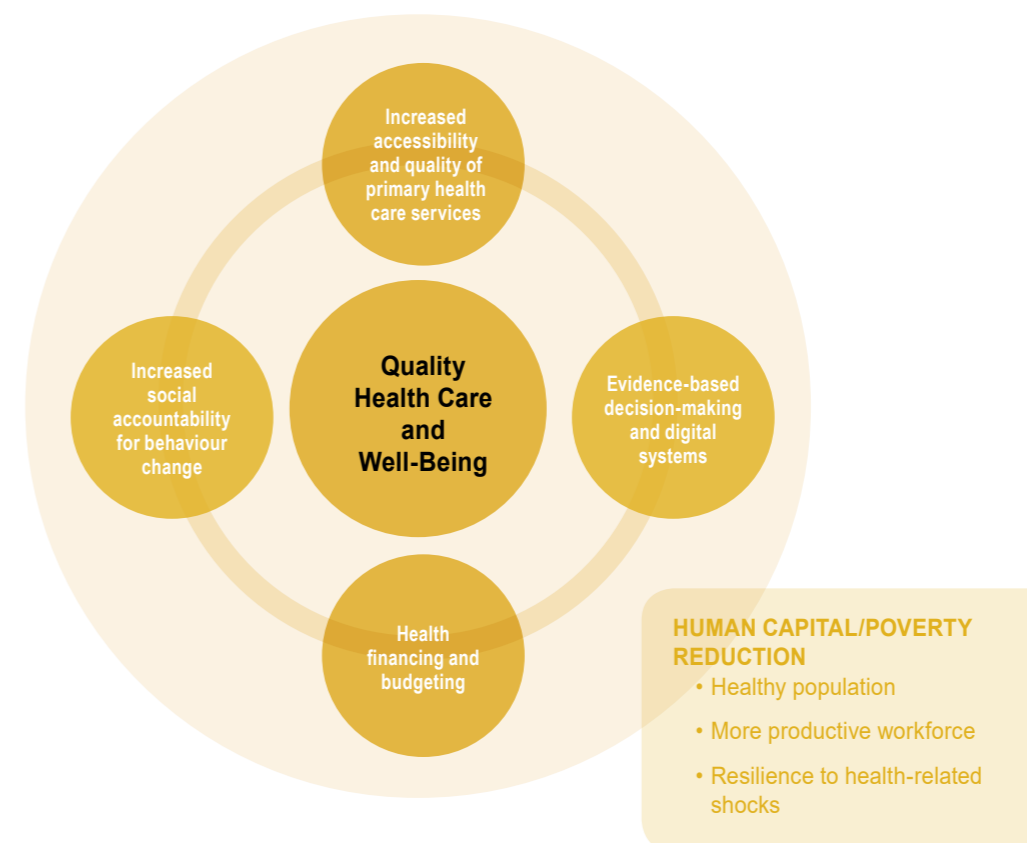 Increased
accessibility
and quality of
primary health
care services
Increased
social
accountability
for behaviour
change
Quality
Health Care
and
Well-Being
Evidence-based
decision-making
and digital
systems
Health
financing and
budgeting
HUMAN CAPITAL/POVERTY
REDUCTION
• Healthy population
• More productive workforce
• Resilience to health-related
shocks